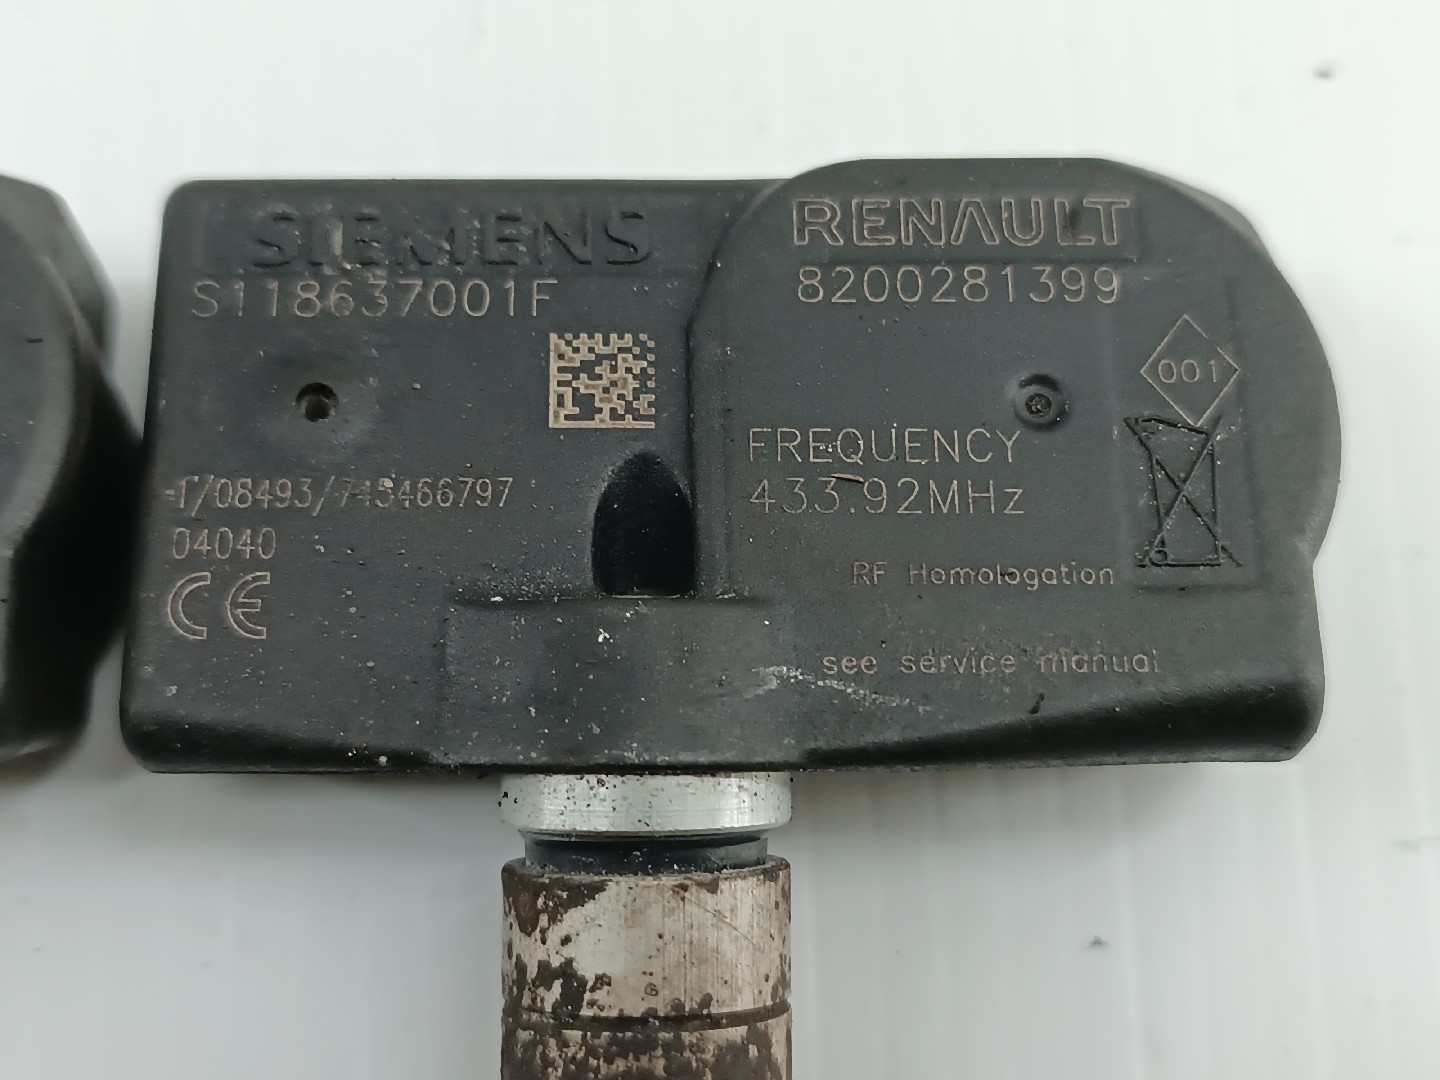 SIEMENS
S118637001F
-1/08493/745466797
04040
CE
RENAULT
8200281399
001
FREQUENCY
433.92MHz
RF Homologation
see service manual